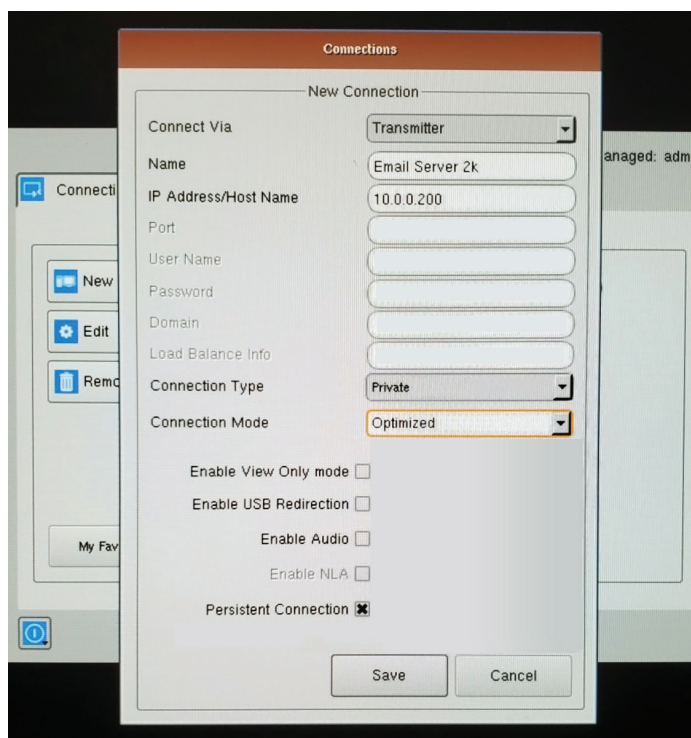 Connections
New Connection
Connect Via
Transmitter
Name
Email Server 2k
IP Address/Host Name
10.0.0.200
Port
User Name
Password
Domain
Load Balance Info
Connection Type
Private
Connection Mode
Optimized
Enable View Only mode
Enable USB Redirection
Enable Audio
Enable NLA
Persistent Connection
Save
Cancel
Connecti
New
Edit
Remo
My Fav
anaged: adm